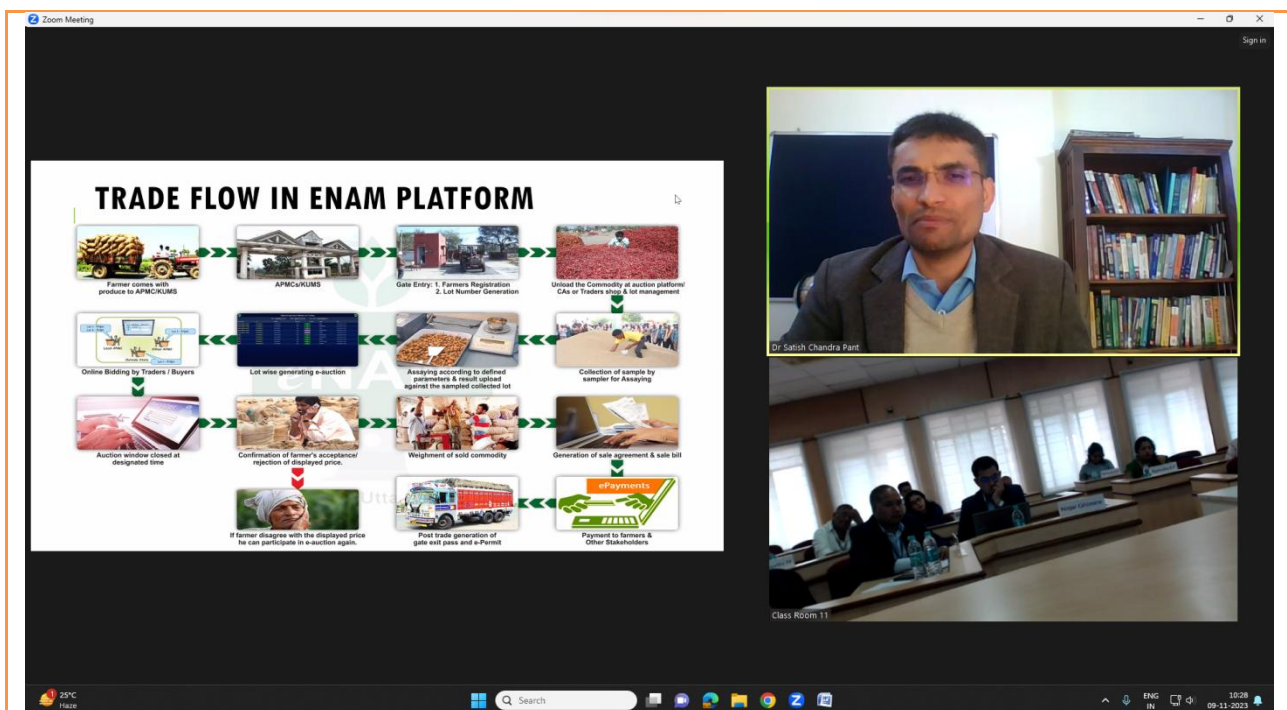 Zoom Meeting
Sign in
TRADE FLOW IN ENAM PLATFORM
Farmer comes with
produce to APMC/KUMS
APMCs/KUMS
Gate Entry: 1. Farmers Registration
2. Lot Number Generation
Unload the Commodity at auction platform/
CAs or Traders shop & lot management
Online Bidding by Traders / Buyers
Lot wise generating e-auction
Assaying according to defined
parameters & result upload
against the sampled collected lot
Collection of sample by
sampler for Assaying
Auction window closed at
designated time
Confirmation of farmer's acceptance/
rejection of displayed price.
Weighment of sold commodity
Generation of sale agreement & sale bill
If farmer disagree with the displayed price
he can participate in e-auction again.
Post trade generation of
gate exit pass and e-Permit
ePayments
Payment to farmers &
Other Stakeholders
Dr Satish Chandra Pant
Class Room 11
1
25°C
Haze
Search
ENG
IN
10:28
09-11-2023